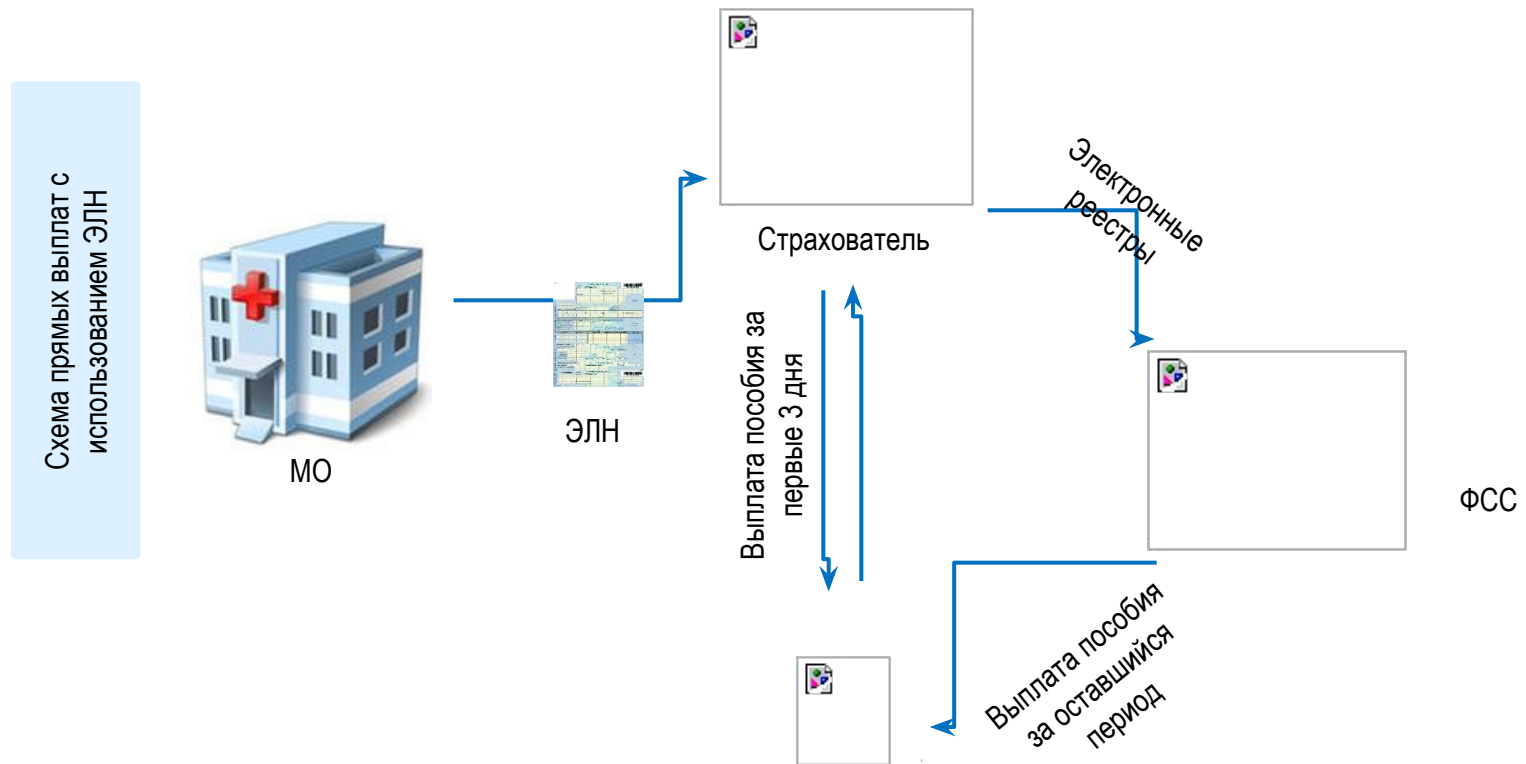 Схема прямых выплат с
использованием ЭЛН
МО
ЭЛН
Страхователь
Электронные
реестры
Выплата пособия за
первые 3 дня
ФСС
Выплата пособия
за оставшийся
период